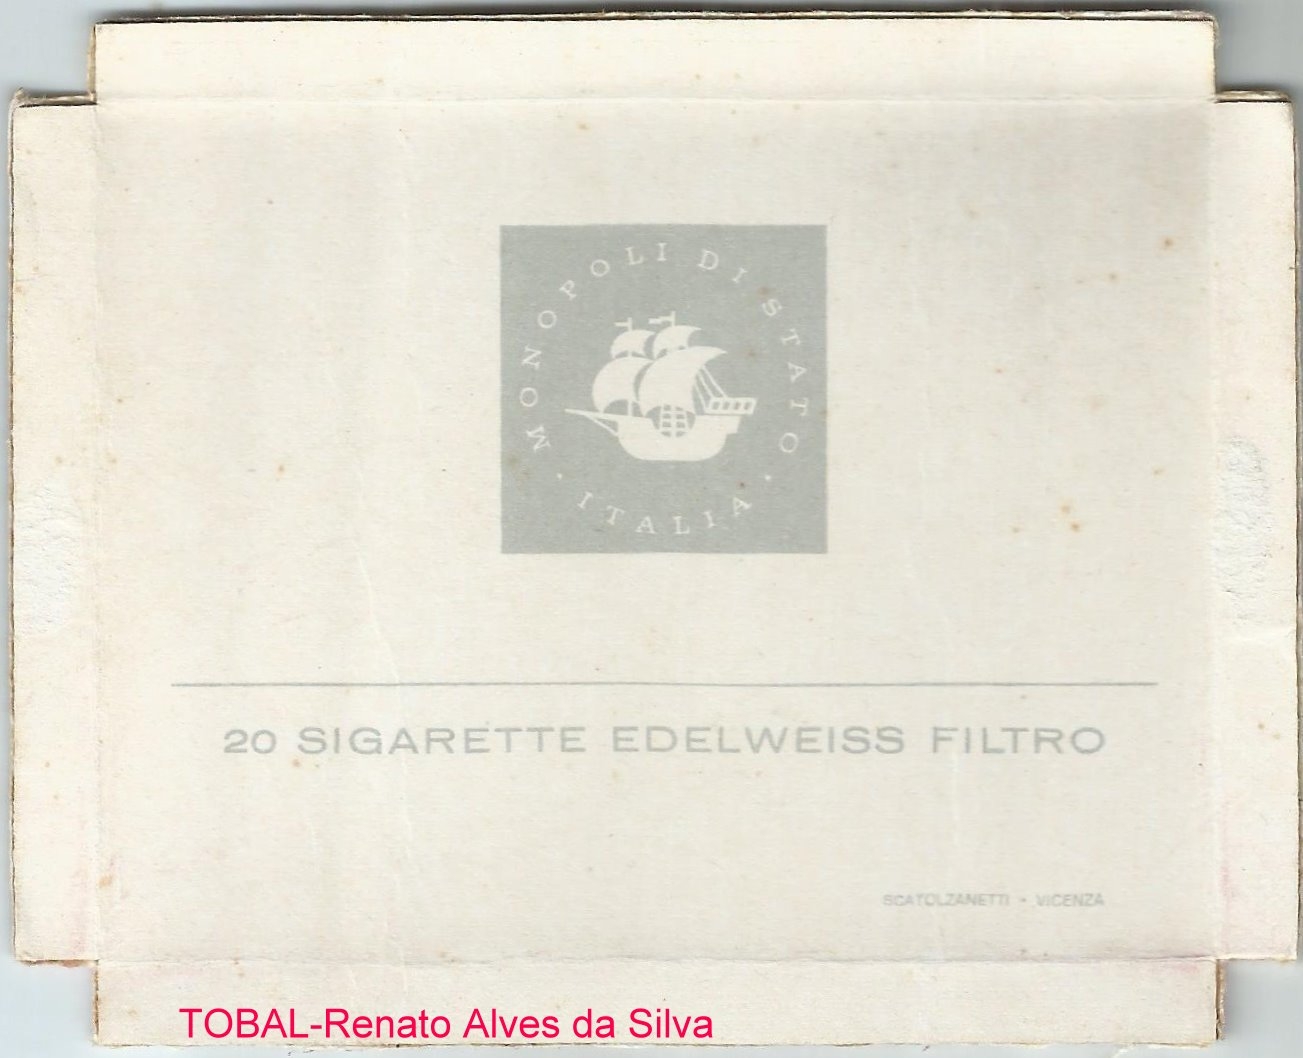 MONOPOLI DI STATO
· ITALIA ·
20 SIGARETTE EDELWEISS FILTRO
SCATOLZANETTI • VICENZA
TOBAL-Renato Alves da Silva